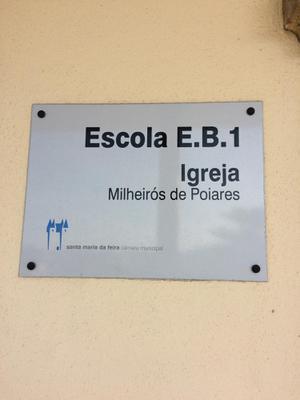 Escola E.B.1
Igreja
Milheirós de Poiares
santa maria da feira câmara municipal